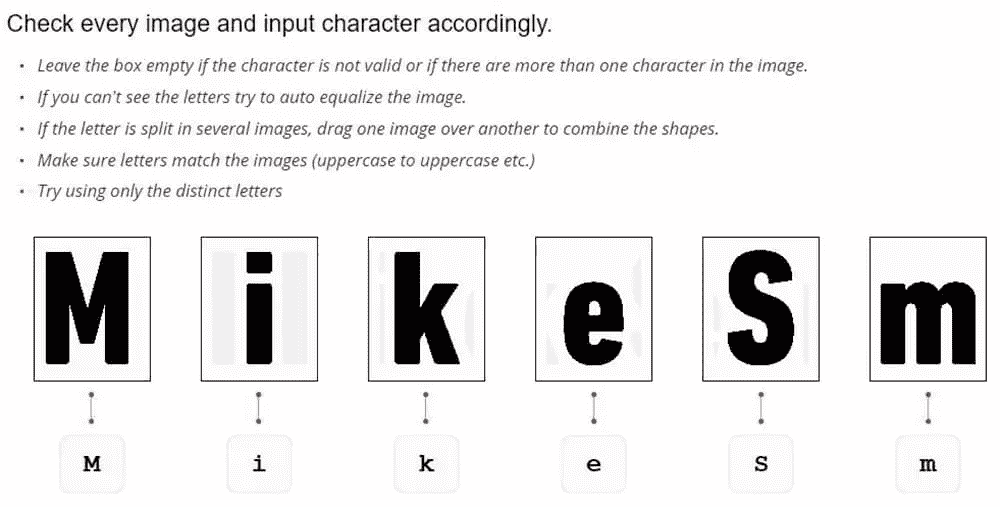 Check every image and input character accordingly.
• Leave the box empty if the character is not valid or if there are more than one character in the image.
• If you can't see the letters try to auto equalize the image.
• If the letter is split in several images, drag one image over another to combine the shapes.
• Make sure letters match the images (uppercase to uppercase etc.)
• Try using only the distinct letters
M i k e S m
M i k e S m